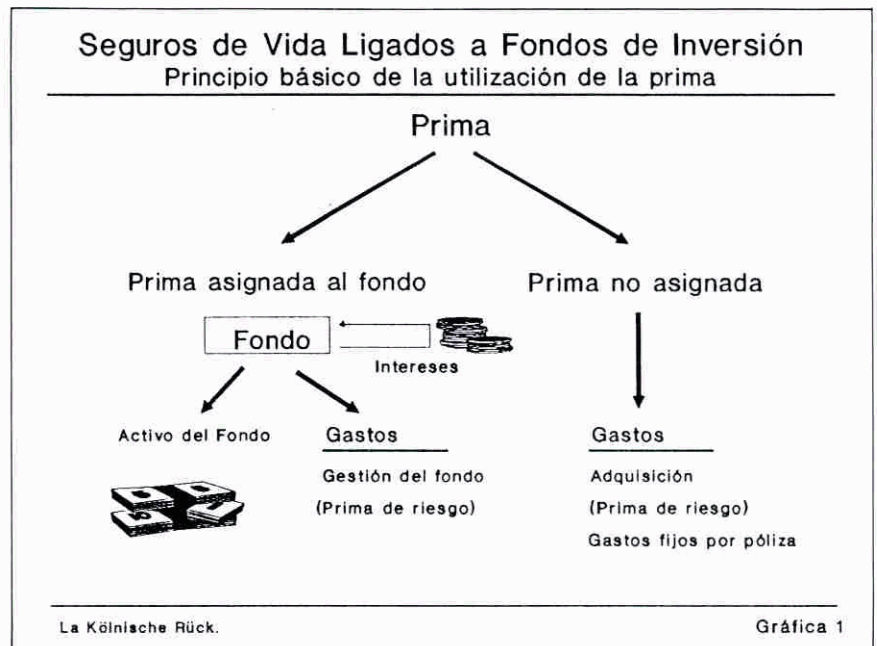 Seguros de Vida Ligados a Fondos de Inversión
Principio básico de la utilización de la prima
Prima
Prima asignada al fondo
Prima no asignada
Fondo
Intereses
Activo del Fondo
Gastos
Gestión del fondo
(Prima de riesgo)
Gastos
Adquisición
(Prima de riesgo)
Gastos fijos por póliza
La Kölnische Rück.
Gráfica 1